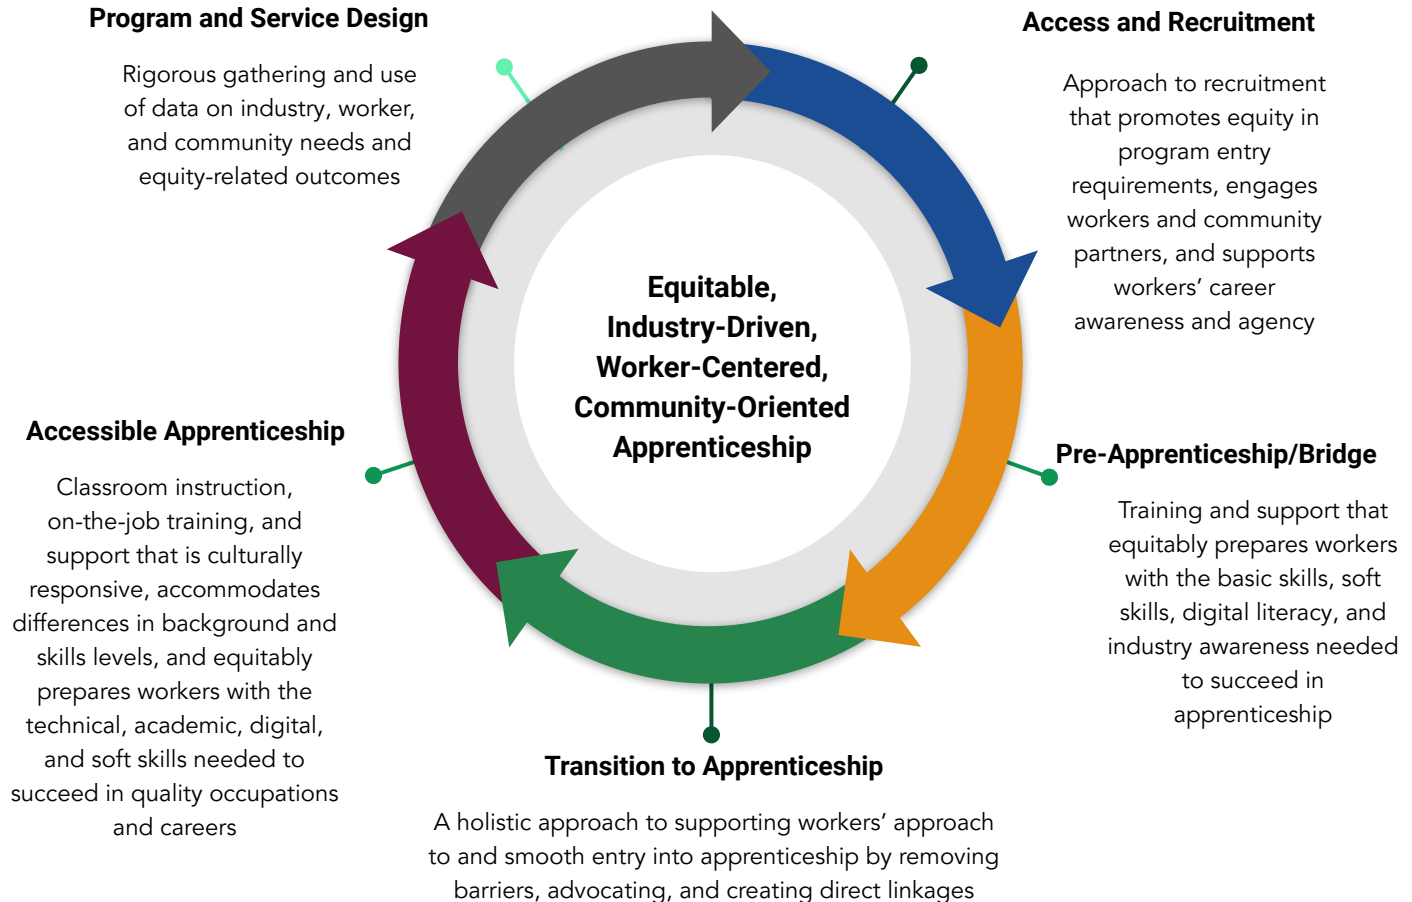 Program and Service Design
Rigorous gathering and use
of data on industry, worker,
and community needs and
equity-related outcomes
Access and Recruitment
Approach to recruitment
that promotes equity in
program entry
requirements, engages
workers and community
partners, and supports
workers’ career
awareness and agency
Equitable,
Industry-Driven,
Worker-Centered,
Community-Oriented
Apprenticeship
Accessible Apprenticeship
Classroom instruction,
on-the-job training, and
support that is culturally
responsive, accommodates
differences in background and
skills levels, and equitably
prepares workers with the
technical, academic, digital,
and soft skills needed to
succeed in quality occupations
and careers
Pre-Apprenticeship/Bridge
Training and support that
equitably prepares workers
with the basic skills, soft
skills, digital literacy, and
industry awareness needed
to succeed in
apprenticeship
Transition to Apprenticeship
A holistic approach to supporting workers’ approach
to and smooth entry into apprenticeship by removing
barriers, advocating, and creating direct linkages